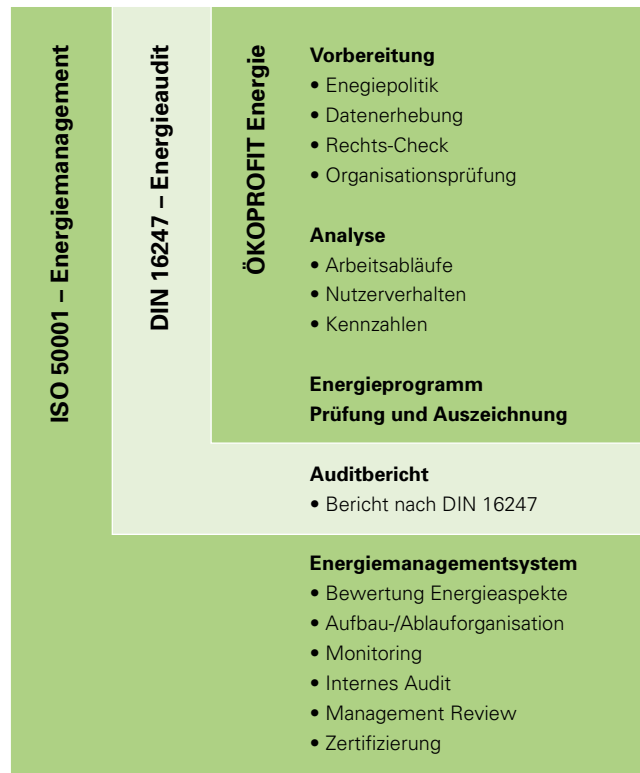 ISO 50001 – Energiemanagement
DIN 16247 – Energieaudit
ÖKOPROFIT Energie
Vorbereitung
• Enegiepolitik
• Datenerhebung
• Rechts-Check
• Organisationsprüfung
Analyse
• Arbeitsabläufe
• Nutzerverhalten
• Kennzahlen
Energieprogramm
Prüfung und Auszeichnung
Auditbericht
• Bericht nach DIN 16247
Energiemanagementsystem
• Bewertung Energieaspekte
• Aufbau-/Ablauforganisation
• Monitoring
• Internes Audit
• Management Review
• Zertifizierung